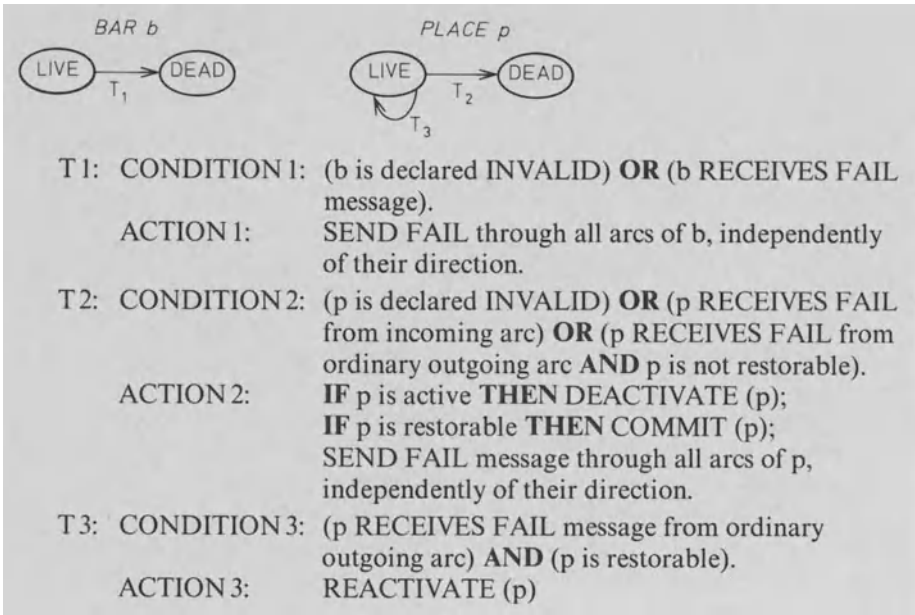 BAR b PLACE p
LIVE DEAD LIVE DEAD
T₁ T₂
T₃
T 1: CONDITION 1: (b is declared INVALID) OR (b RECEIVES FAIL
message).
ACTION 1: SEND FAIL through all arcs of b, independently
of their direction.
T 2: CONDITION 2: (p is declared INVALID) OR (p RECEIVES FAIL
from incoming arc) OR (p RECEIVES FAIL from
ordinary outgoing arc AND p is not restorable).
ACTION 2: IF p is active THEN DEACTIVATE (p);
IF p is restorable THEN COMMIT (p);
SEND FAIL message through all arcs of p,
independently of their direction.
T 3: CONDITION 3: (p RECEIVES FAIL message from ordinary
outgoing arc) AND (p is restorable).
ACTION 3: REACTIVATE (p)